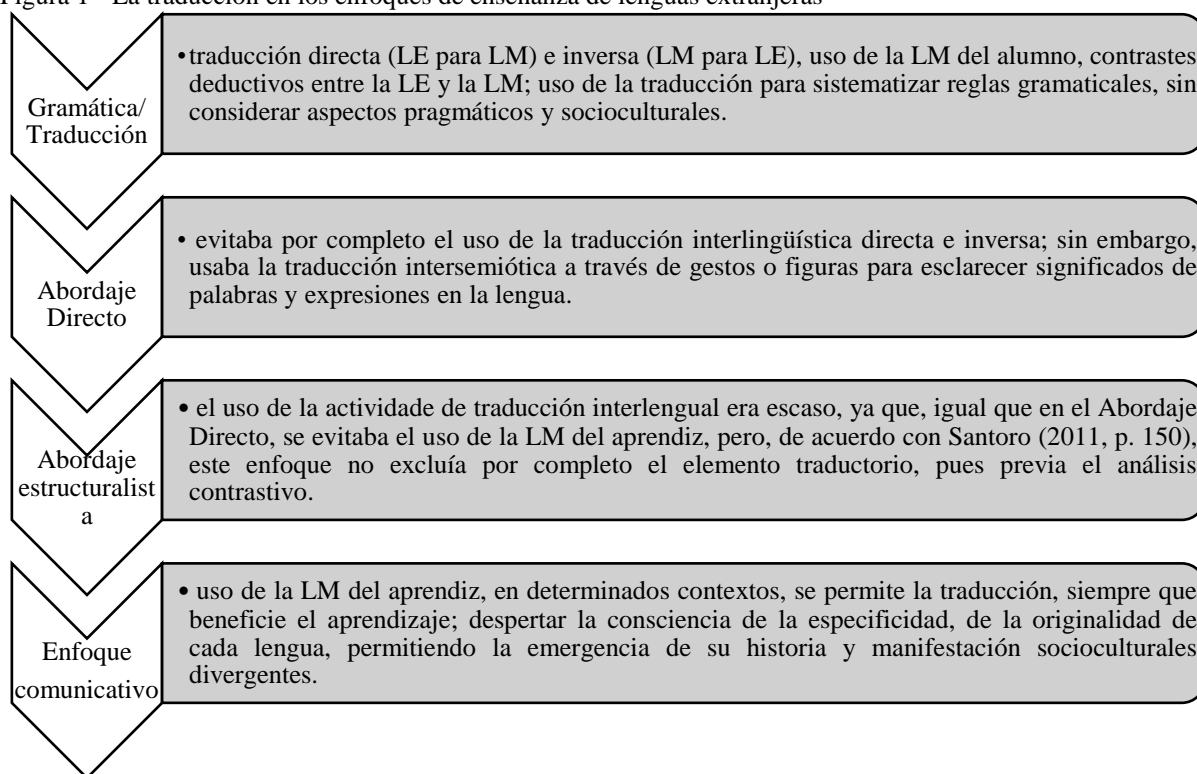 Figura 1 – La traducción en los enfoques de enseñanza de lenguas extranjeras
Gramática/
Traducción
•traducción directa (LE para LM) e inversa (LM para LE), uso de la LM del alumno, contrastes
deductivos entre la LE y la LM; uso de la traducción para sistematizar reglas gramaticales, sin
considerar aspectos pragmáticos y socioculturales.
Abordaje
Directo
• evitaba por completo el uso de la traducción interlingüística directa e inversa; sin embargo,
usaba la traducción intersemiótica a través de gestos o figuras para esclarecer significados de
palabras y expresiones en la lengua.
Abordaje
estructuralist
a
• el uso de la actividade de traducción interlengual era escaso, ya que, igual que en el Abordaje
Directo, se evitaba el uso de la LM del aprendiz, pero, de acuerdo con Santoro (2011, p. 150),
este enfoque no excluía por completo el elemento traductorio, pues previa el análisis
contrastivo.
Enfoque
comunicativo
• uso de la LM del aprendiz, en determinados contextos, se permite la traducción, siempre que
beneficie el aprendizaje; despertar la consciencia de la especificidad, de la originalidad de
cada lengua, permitiendo la emergencia de su historia y manifestación socioculturales
divergentes.